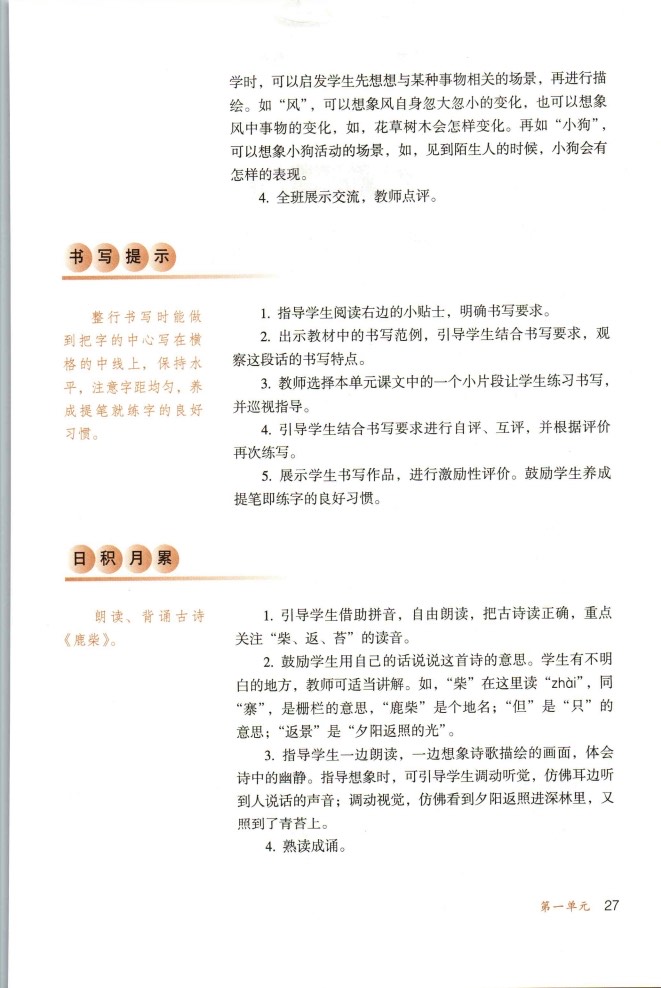 学时，可以启发学生先想想与某种事物相关的场景，再进行描
绘。如“风”，可以想象风自身忽大忽小的变化，也可以想象
风中事物的变化，如，花草树木会怎样变化。再如“小狗”，
可以想象小狗活动的场景，如，见到陌生人的时候，小狗会有
怎样的表现。
4. 全班展示交流，教师点评。
书写提示
整行书写时能做
到把字的中心写在横
格的中线上，保持水
平，注意字距均匀，养
成提笔就练字的良好
习惯。
1. 指导学生阅读右边的小贴士，明确书写要求。
2. 出示教材中的书写范例，引导学生结合书写要求，观
察这段话的书写特点。
3. 教师选择本单元课文中的一个小片段让学生练习书写，
并巡视指导。
4. 引导学生结合书写要求进行自评、互评，并根据评价
再次练写。
5. 展示学生书写作品，进行激励性评价。鼓励学生养成
提笔即练字的良好习惯。
日积月累
朗读、背诵古诗
《鹿柴》。
1. 引导学生借助拼音，自由朗读，把古诗读正确，重点
关注“柴、返、苔”的读音。
2. 鼓励学生用自己的话说说这首诗的意思。学生有不明
白的地方，教师可适当讲解。如，“柴”在这里读“zhài”，同
“寨”，是栅栏的意思，“鹿柴”是个地名；“但”是“只”的
意思；“返景”是“夕阳返照的光”。
3. 指导学生一边朗读，一边想象诗歌描绘的画面，体会
诗中的幽静。指导想象时，可引导学生调动听觉，仿佛耳边听
到人说话的声音；调动视觉，仿佛看到夕阳返照进深林里，又
照到了青苔上。
4. 熟读成诵。
第一单元 27